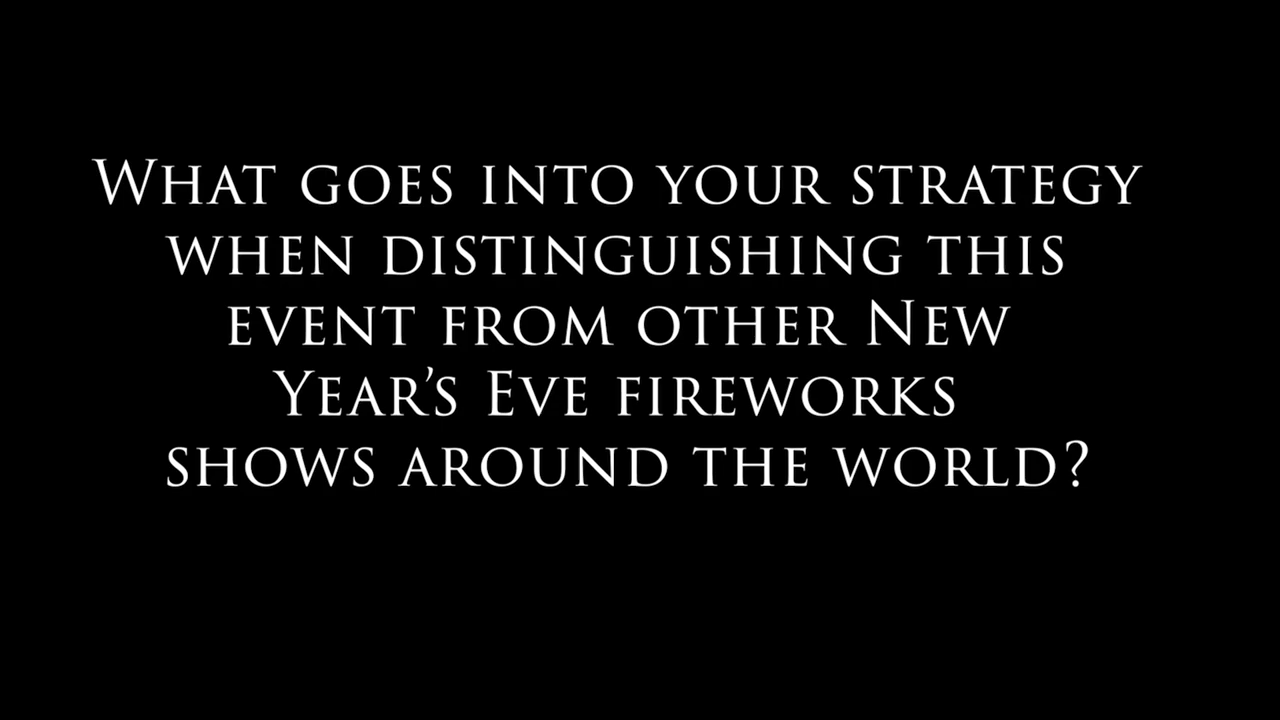 What goes into your strategy
when distinguishing this
event from other New
Year’s Eve fireworks
shows around the world?